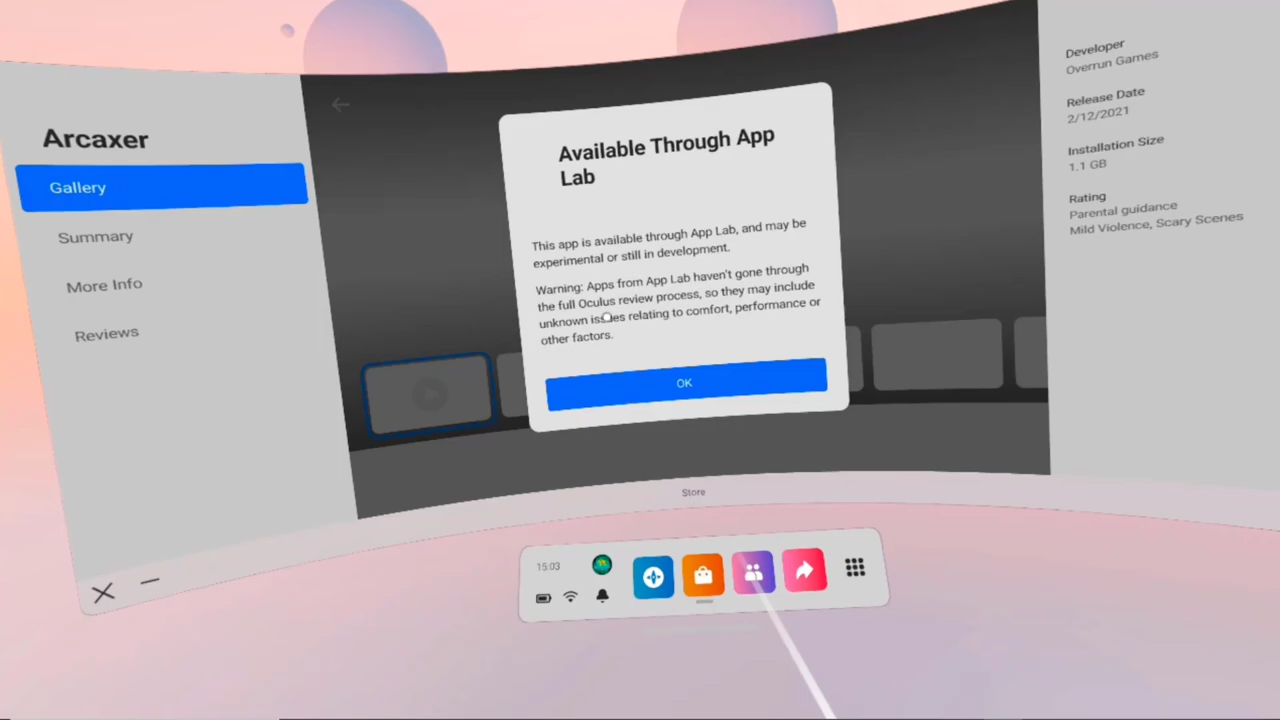 Arcaxer
Gallery
Summary
More Info
Reviews
Available Through App
Lab
This app is available through App Lab, and may be
experimental or still in development.
Warning: Apps from App Lab haven't gone through
the full Oculus review process, so they may include
unknown issues relating to comfort, performance or
other factors.
OK
Developer
Overrun Games
Release Date
2/12/2021
Installation Size
1.1 GB
Rating
Parental guidance
Mild Violence, Scary Scenes
Store
15:03